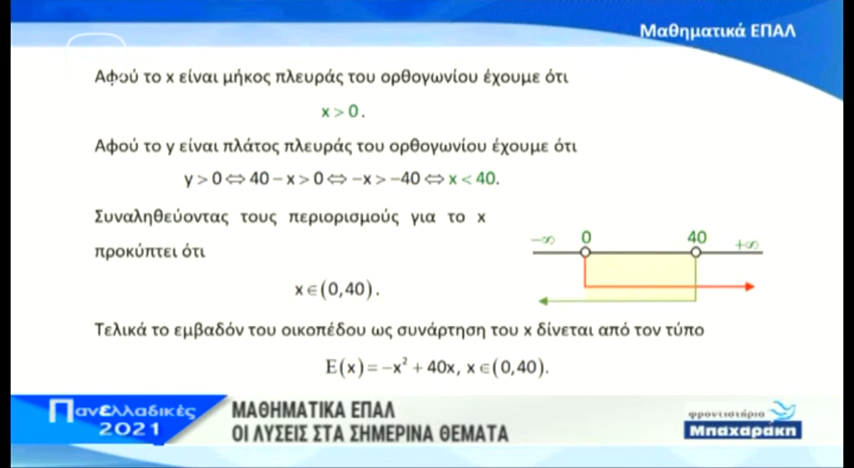 Μαθηματικά ΕΠΑΛ
Αφού το x είναι μήκος πλευράς του ορθογωνίου έχουμε ότι
x > 0.
Αφού το y είναι πλάτος πλευράς του ορθογωνίου έχουμε ότι
y > 0 ⇔ 40 − x > 0 ⇔ −x > −40 ⇔ x < 40.
Συναληθεύοντας τους περιορισμούς για το x
προκύπτει ότι
−∞ 0 40 +∞
x ∈ (0,40).
Τελικά το εμβαδόν του οικοπέδου ως συνάρτηση του x δίνεται από τον τύπο
E(x) = −x² + 40x, x ∈ (0,40).
Πανελλαδικές
2021
ΜΑΘΗΜΑΤΙΚΑ ΕΠΑΛ
ΟΙ ΛΥΣΕΙΣ ΣΤΑ ΣΗΜΕΡΙΝΑ ΘΕΜΑΤΑ
φροντιστήριο
Μπαχαράκη